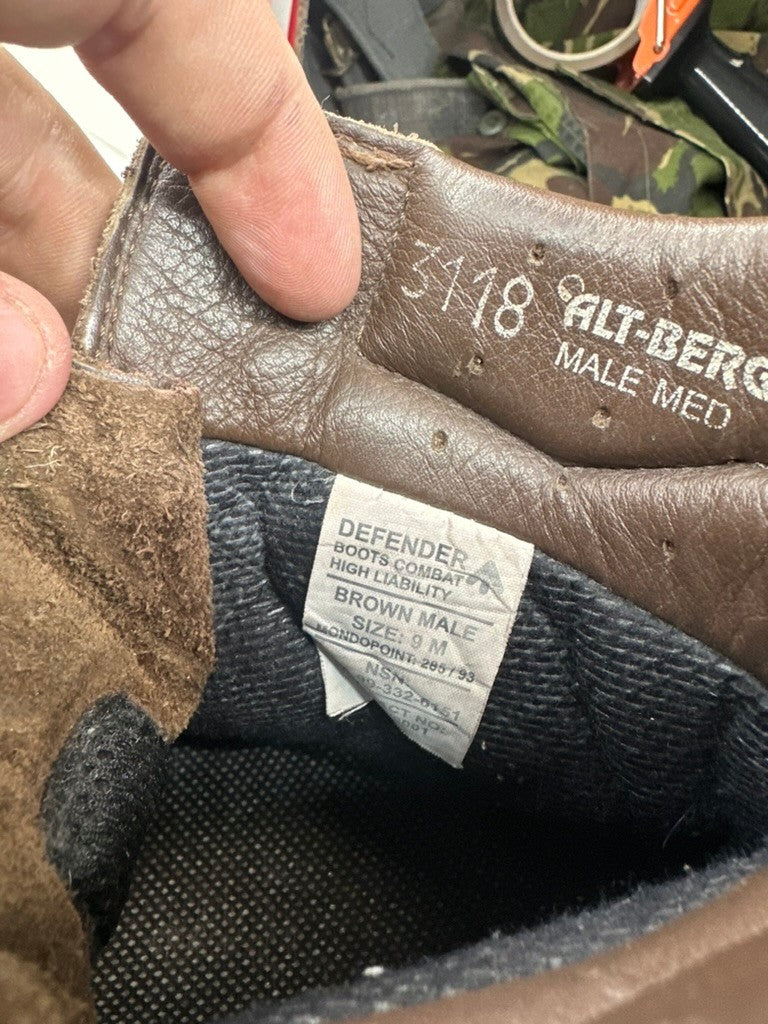 3118
ALT-BERG
MALE MED
DEFENDER
BOOTS COMBAT
HIGH LIABILITY
BROWN MALE
SIZE: 9 M
MONDOPOINT: 285/93
NSN: